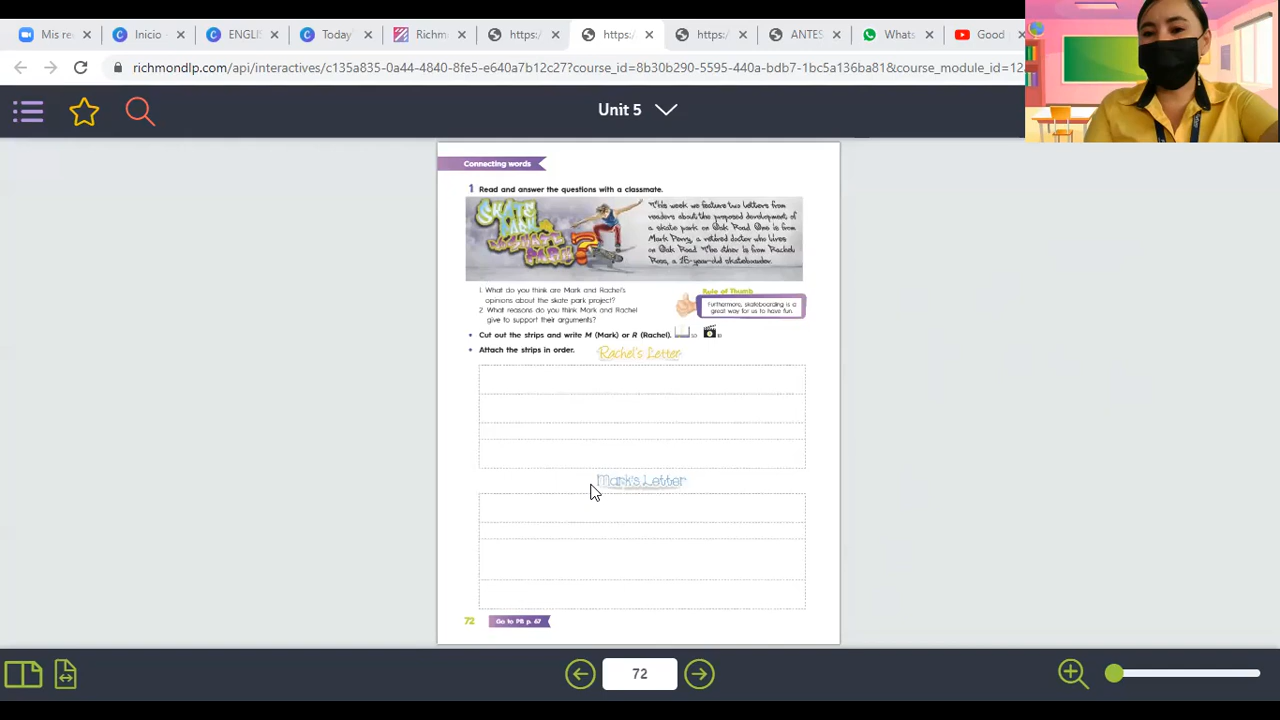 Mis re
Inicio
ENGLI
Today'
Richm
https:/
https:/
https:/
ANTES
Whats
Good
richmondlp.com/api/interactives/d535a835-0a44-4840-8fe5-e640a7b12c27?course_id=8b30b290-5595-440a-bdb7-1bc5a136ba81&course_module_id=12
Unit 5
Connecting words
1 Read and answer the questions with a classmate.
SKATE PARK
NO SKATE PARK
?
This week we feature two letters from
readers about the proposed development of
a skate park on Oak Road. One is from
Mark Perry, a retired doctor who lives
on Oak Road. The other is from Rachel
Ross, a 16-year-old skateboarder.
1. What do you think are Mark and Rachel's
opinions about the skate park project?
2. What reasons do you think Mark and Rachel
give to support their arguments?
Rule of Thumb
Furthermore, skateboarding is a
great way for us to have fun.
• Cut out the strips and write M (Mark) or R (Rachel).
• Attach the strips in order.
Rachel's Letter
Mark's Letter
72 Go to PB p. 67
72